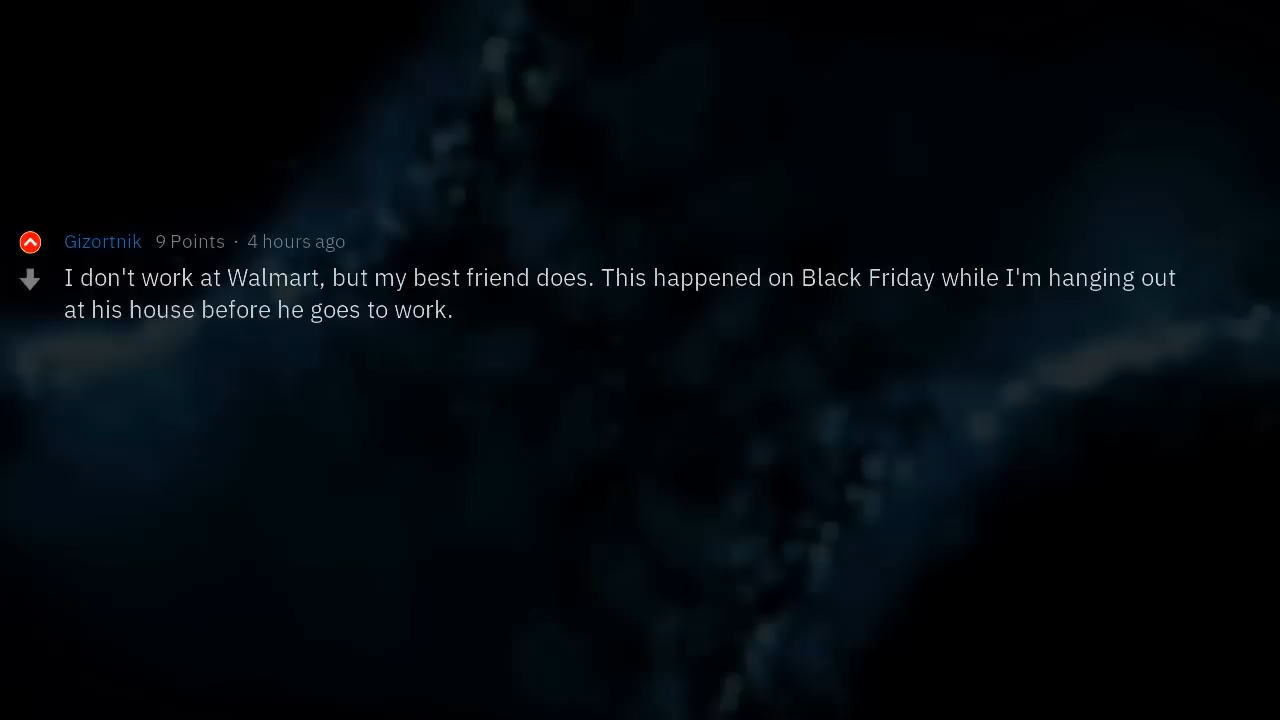 Gizortnik 9 Points · 4 hours ago
I don't work at Walmart, but my best friend does. This happened on Black Friday while I'm hanging out
at his house before he goes to work.